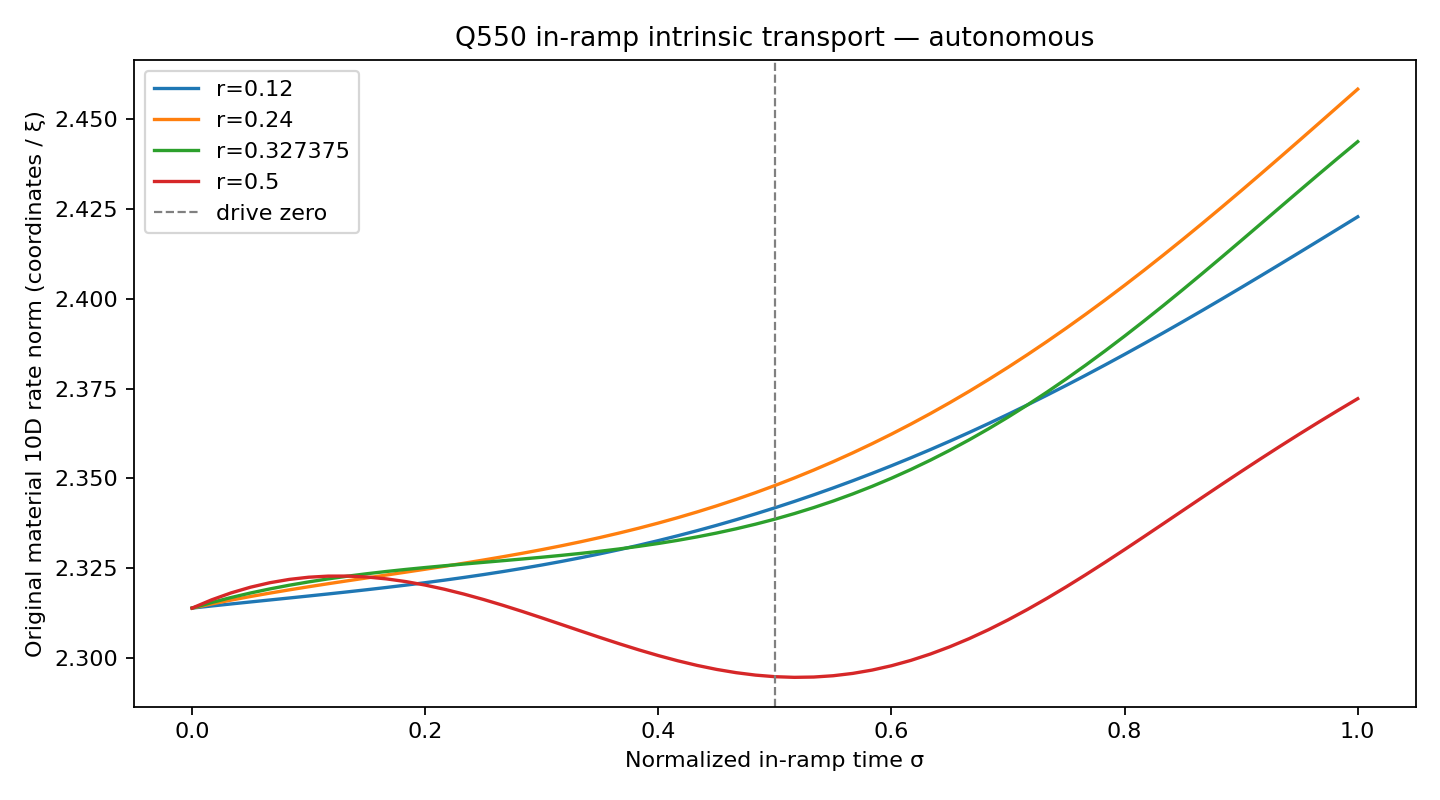 Q550 in-ramp intrinsic transport — autonomous
r=0.12
r=0.24
r=0.327375
r=0.5
drive zero
Original material 10D rate norm (coordinates / ξ)
2.450
2.425
2.400
2.375
2.350
2.325
2.300
0.0 0.2 0.4 0.6 0.8 1.0
Normalized in-ramp time σ